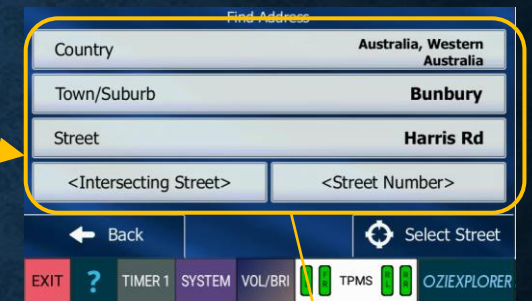 Find Address
Country Australia, Western
Australia
Town/Suburb Bunbury
Street Harris Rd
<Intersecting Street> <Street Number>
Back Select Street
EXIT ? TIMER 1 SYSTEM VOL/BRI TPMS OZIEXPLORER